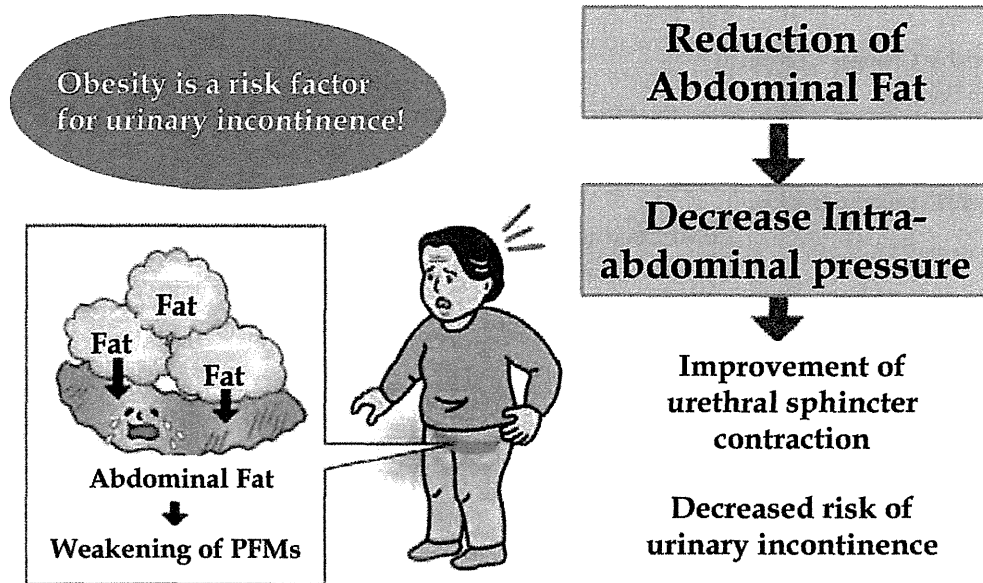 Obesity is a risk factor
for urinary incontinence!
Fat
Fat
Fat
Abdominal Fat
Weakening of PFMs
Reduction of
Abdominal Fat
Decrease Intra-
abdominal pressure
Improvement of
urethral sphincter
contraction
Decreased risk of
urinary incontinence